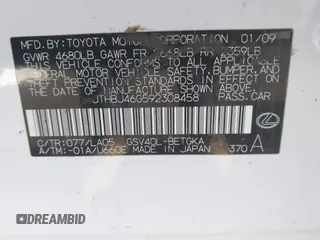 MFD.BY: TOYOTA MOTOR CORPORATION 01/09
GVWR 4680LB GAWR FR 2468LB RR 2359LB
THIS VEHICLE CONFORMS TO ALL APPLICABLE
FEDERAL MOTOR VEHICLE SAFETY, BUMPER, AND
THEFT PREVENTION STANDARDS IN EFFECT ON
THE DATE OF MANUFACTURE SHOWN ABOVE.
JTHBJ46G592308458 PASS.CAR
C/TR:077/LA05 GSV40L-BETGKA
A/TM:-01A/U660E MADE IN JAPAN 370 A